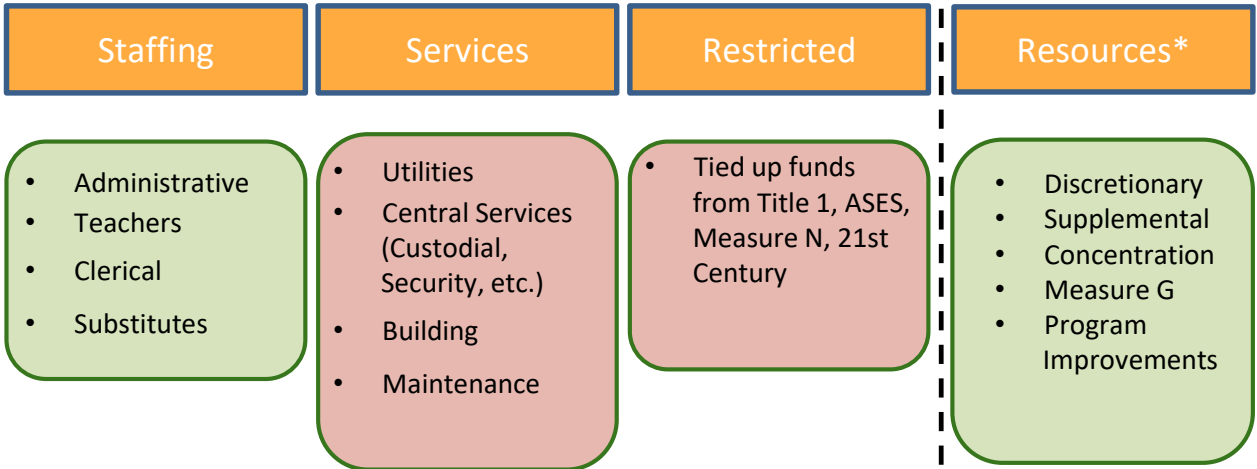 Staffing
Services
Restricted
Resources*
• Administrative
• Teachers
• Clerical
• Substitutes
• Utilities
• Central Services
(Custodial,
Security, etc.)
• Building
• Maintenance
• Tied up funds
from Title 1, ASES,
Measure N, 21st
Century
• Discretionary
• Supplemental
• Concentration
• Measure G
• Program
Improvements